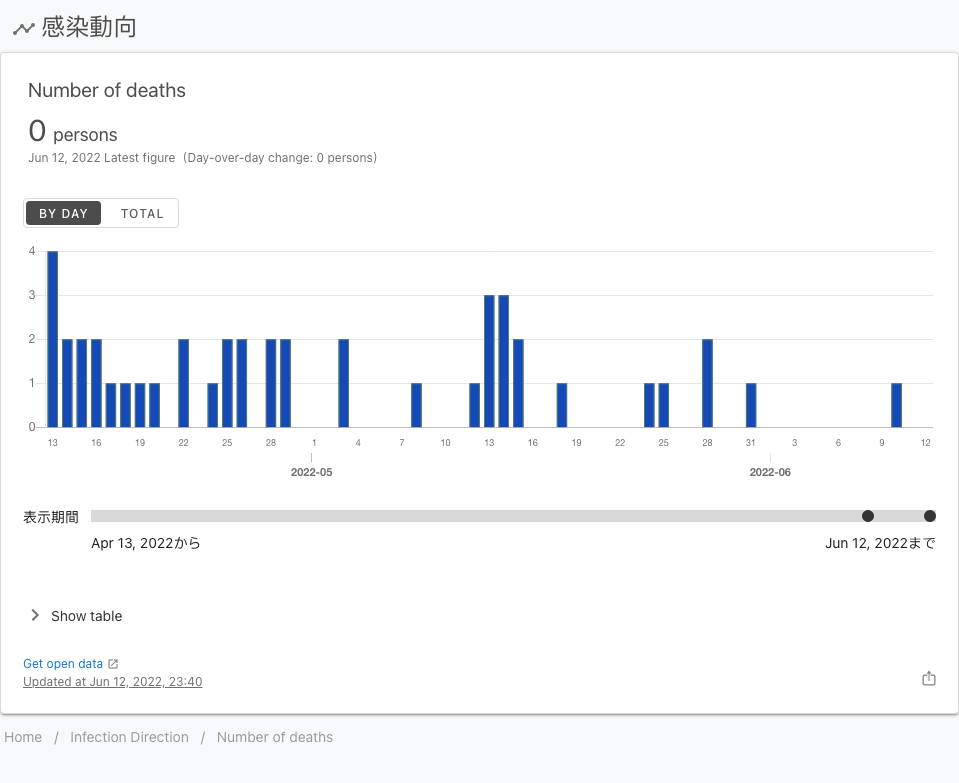 感染動向
Number of deaths
0 persons
Jun 12, 2022 Latest figure (Day-over-day change: 0 persons)
BY DAY TOTAL
4
3
2
1
0
13 16 19 22 25 28 1 4 7 10 13 16 19 22 25 28 31 3 6 9 12
2022-05 2022-06
表示期間
Apr 13, 2022から Jun 12, 2022まで
Show table
Get open data
Updated at Jun 12, 2022, 23:40
Home / Infection Direction / Number of deaths